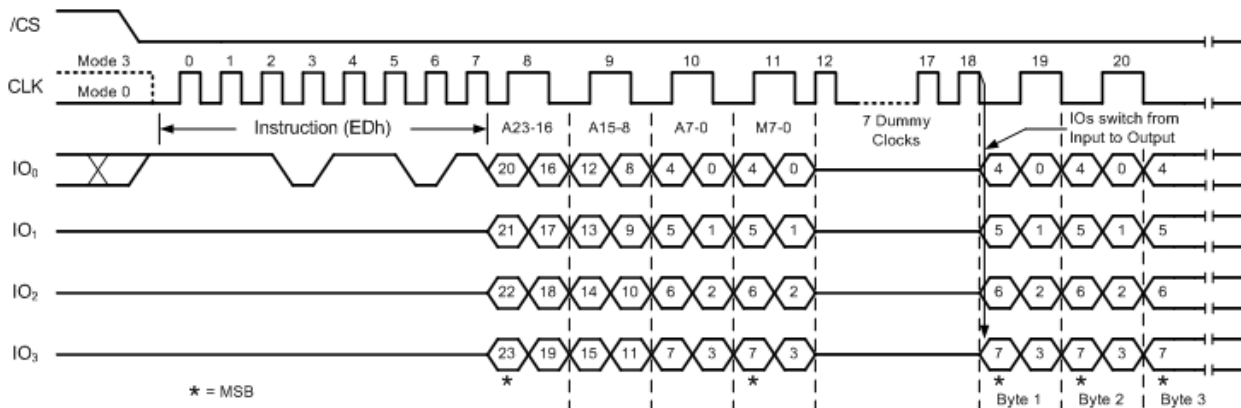 /CS
Mode 3 0 1 2 3 4 5 6 7 8 9 10 11 12 17 18 19 20
CLK
Mode 0
Instruction (EDh) A23-16 A15-8 A7-0 M7-0 7 Dummy Clocks IOs switch from Input to Output
IO0 20 16 12 8 4 0 4 0 4 0 4 0 4
IO1 21 17 13 9 5 1 5 1 5 1 5 1 5
IO2 22 18 14 10 6 2 6 2 6 2 6 2 6
IO3 23 19 15 11 7 3 7 3 7 3 7 3 7
* * * * *
* = MSB
Byte 1 Byte 2 Byte 3